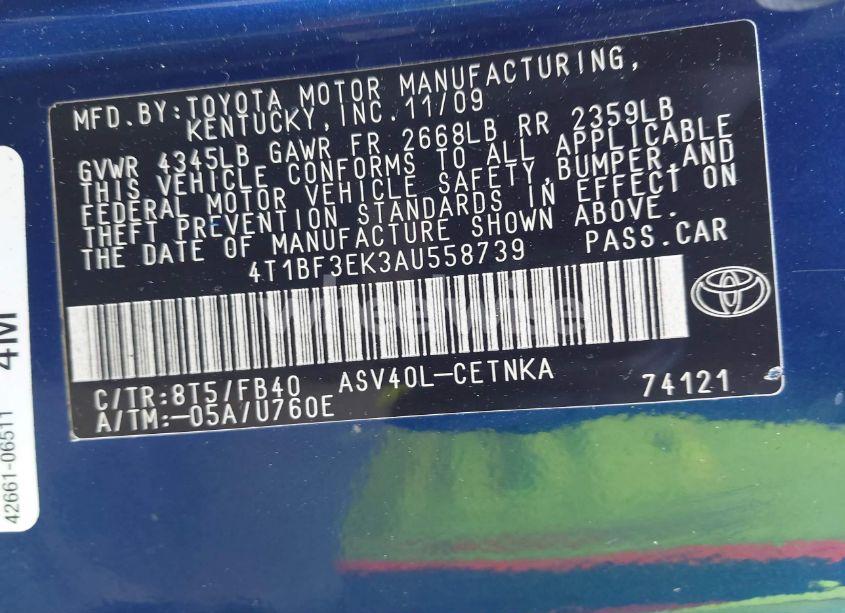 MFD.BY:TOYOTA MOTOR MANUFACTURING,
KENTUCKY,INC.11/09
GVWR 4345LB GAWR FR 2668LB RR 2359LB
THIS VEHICLE CONFORMS TO ALL APPLICABLE
FEDERAL MOTOR VEHICLE SAFETY,BUMPER,AND
THEFT PREVENTION STANDARDS IN EFFECT ON
THE DATE OF MANUFACTURE SHOWN ABOVE.
4T1BF3EK3AU558739 PASS.CAR
wheelwise
C/TR:8T5/FB40 ASV40L-CETNKA 74121
A/TM:-05A/U760E
42661-06511 4M